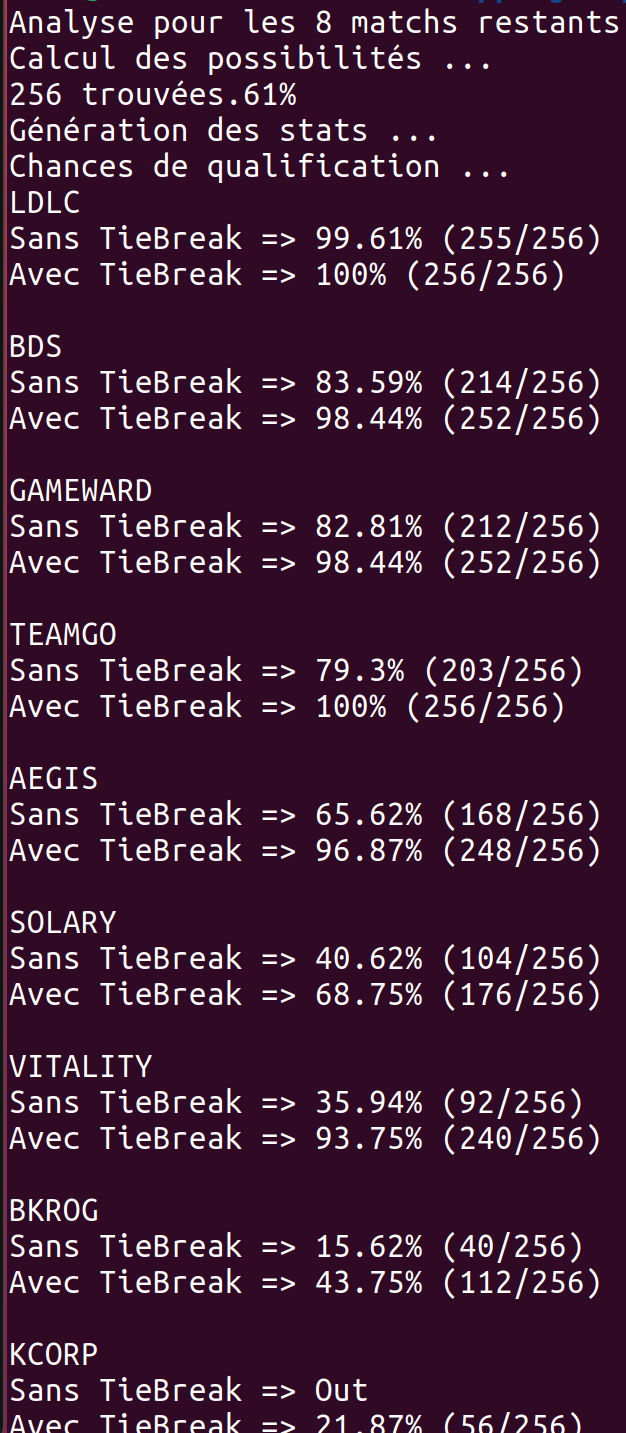 Analyse pour les 8 matchs restants
Calcul des possibilités ...
256 trouvées.61%
Génération des stats ...
Chances de qualification ...
LDLC
Sans TieBreak => 99.61% (255/256)
Avec TieBreak => 100% (256/256)
BDS
Sans TieBreak => 83.59% (214/256)
Avec TieBreak => 98.44% (252/256)
GAMEWARD
Sans TieBreak => 82.81% (212/256)
Avec TieBreak => 98.44% (252/256)
TEAMGO
Sans TieBreak => 79.3% (203/256)
Avec TieBreak => 100% (256/256)
AEGIS
Sans TieBreak => 65.62% (168/256)
Avec TieBreak => 96.87% (248/256)
SOLARY
Sans TieBreak => 40.62% (104/256)
Avec TieBreak => 68.75% (176/256)
VITALITY
Sans TieBreak => 35.94% (92/256)
Avec TieBreak => 93.75% (240/256)
BKROG
Sans TieBreak => 15.62% (40/256)
Avec TieBreak => 43.75% (112/256)
KCORP
Sans TieBreak => Out
Avec TieBreak => 21.87% (56/256)